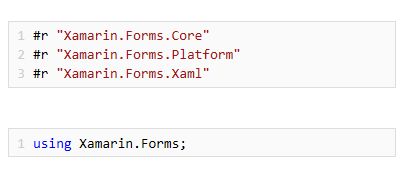 1 #r "Xamarin.Forms.Core"
2 #r "Xamarin.Forms.Platform"
3 #r "Xamarin.Forms.Xaml"
1 using Xamarin.Forms;